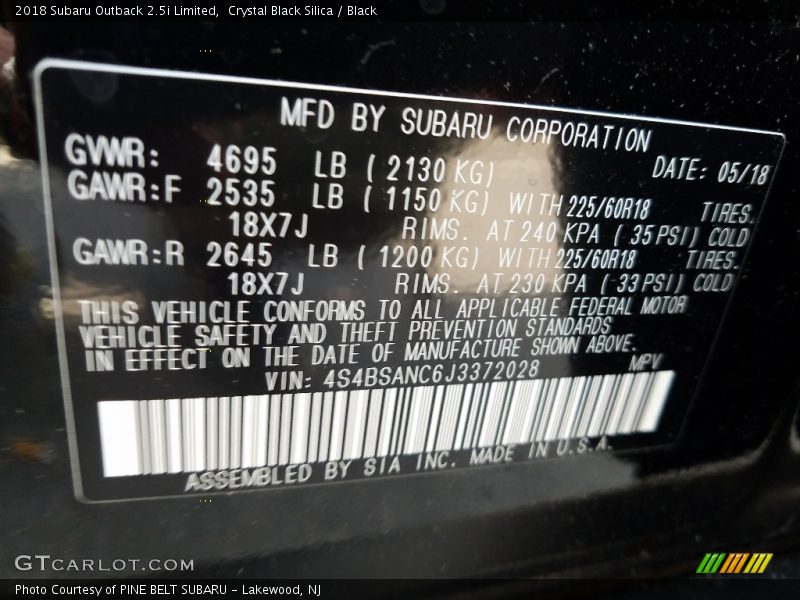 2018 Subaru Outback 2.5i Limited, Crystal Black Silica / Black
MFD BY SUBARU CORPORATION
GVWR: 4695 LB (2130 KG) DATE: 05/18
GAWR:F 2535 LB (1150 KG) WITH 225/60R18 TIRES.
18X7J RIMS. AT 240 KPA (35 PSI) COLD
GAWR:R 2645 LB (1200 KG) WITH 225/60R18 TIRES.
18X7J RIMS. AT 230 KPA (33 PSI) COLD
THIS VEHICLE CONFORMS TO ALL APPLICABLE FEDERAL MOTOR
VEHICLE SAFETY AND THEFT PREVENTION STANDARDS
IN EFFECT ON THE DATE OF MANUFACTURE SHOWN ABOVE.
VIN: 4S4BSANC6J3372028 MPV
ASSEMBLED BY SIA INC. MADE IN U.S.A.
GTCARLOT.COM
Photo Courtesy of PINE BELT SUBARU - Lakewood, NJ